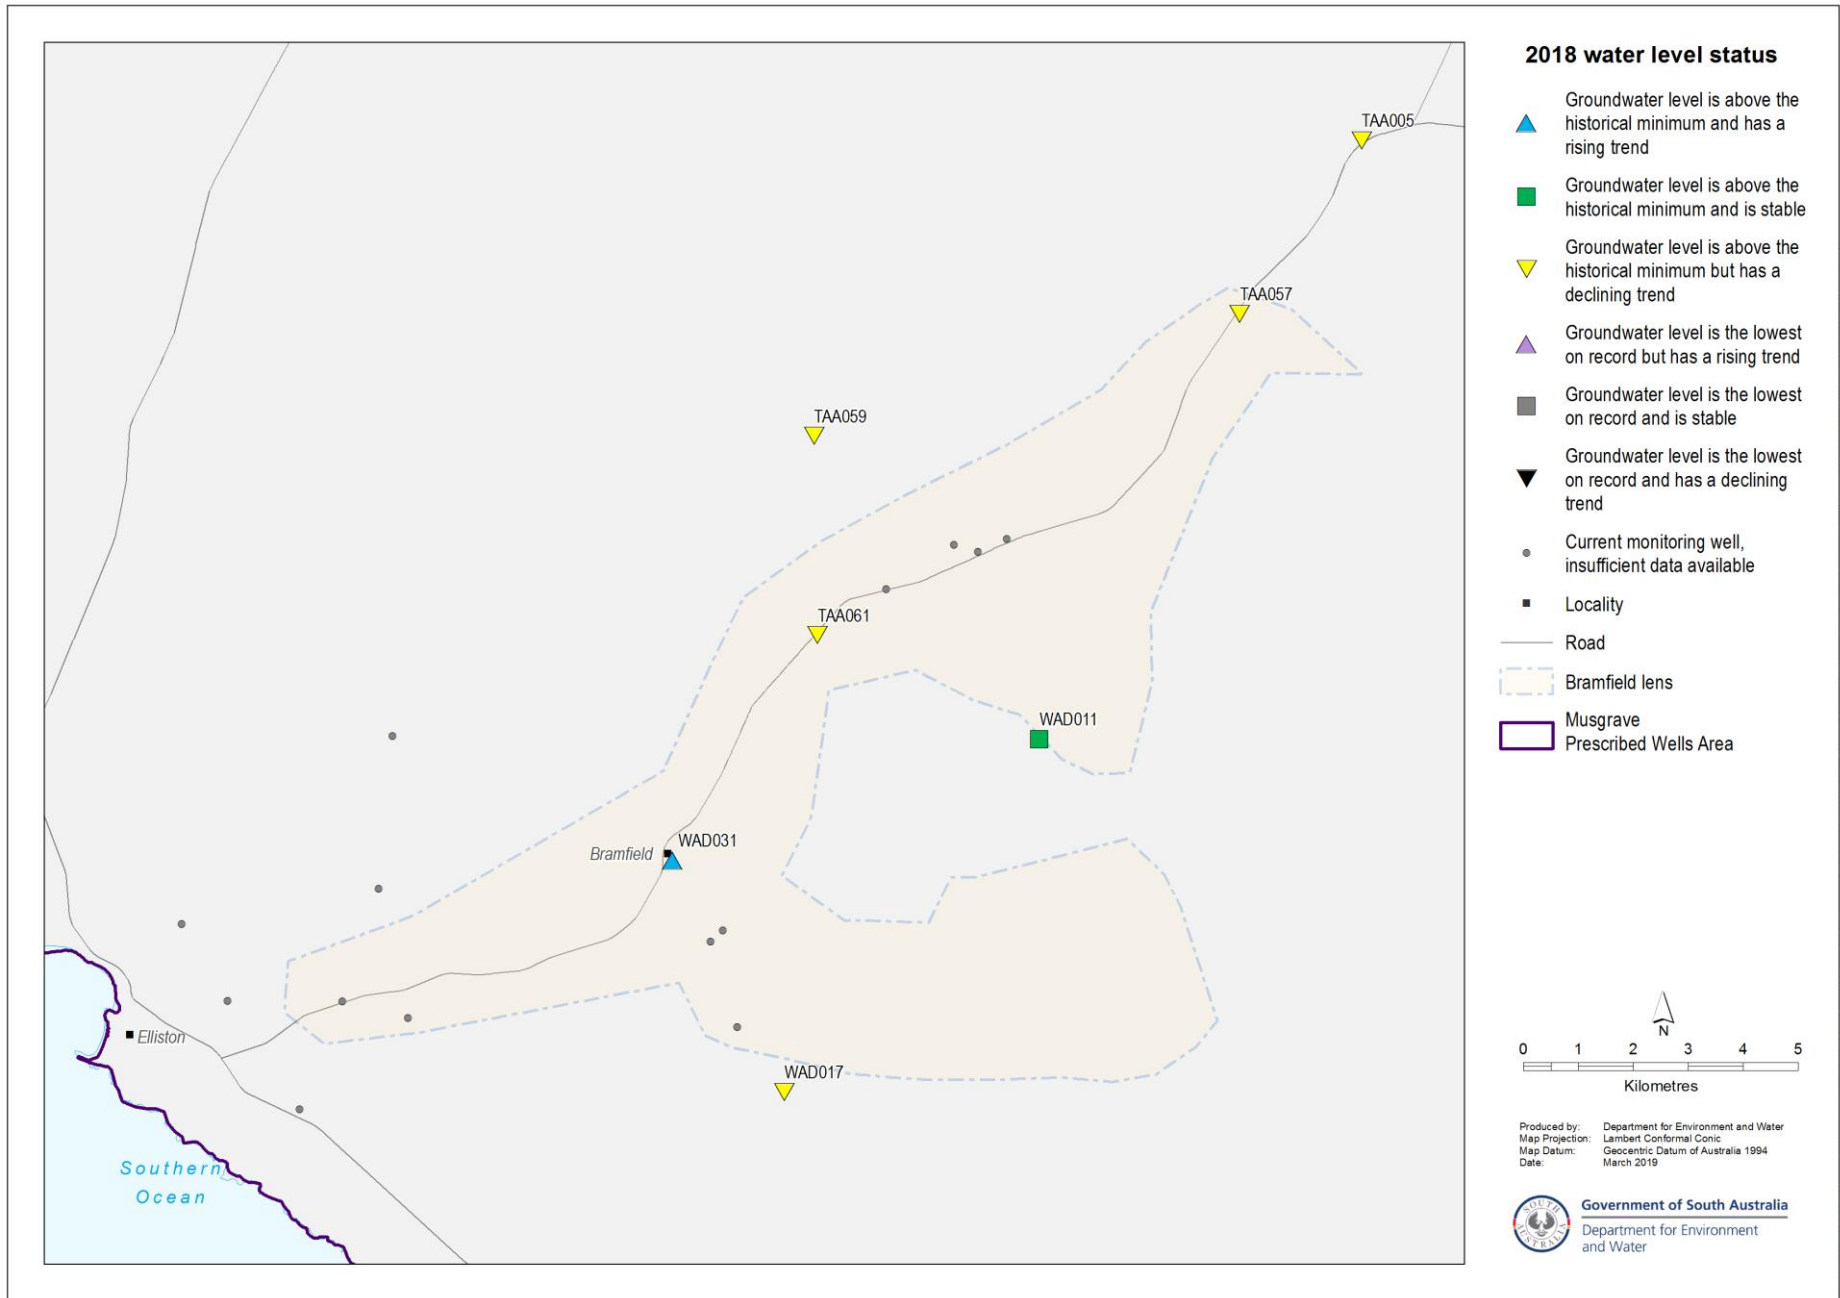 TAA005
TAA057
TAA059
TAA061
WAD011
WAD031
Bramfield
Elliston
WAD017
Southern
Ocean
2018 water level status
Groundwater level is above the
historical minimum and has a
rising trend
Groundwater level is above the
historical minimum and is stable
Groundwater level is above the
historical minimum but has a
declining trend
Groundwater level is the lowest
on record but has a rising trend
Groundwater level is the lowest
on record and is stable
Groundwater level is the lowest
on record and has a declining
trend
Current monitoring well,
insufficient data available
Locality
Road
Bramfield lens
Musgrave
Prescribed Wells Area
N
0 1 2 3 4 5
Kilometres
Produced by: Department for Environment and Water
Map Projection: Lambert Conformal Conic
Map Datum: Geocentric Datum of Australia 1994
Date: March 2019
SOUTH
AUSTRALIA
Government of South Australia
Department for Environment
and Water